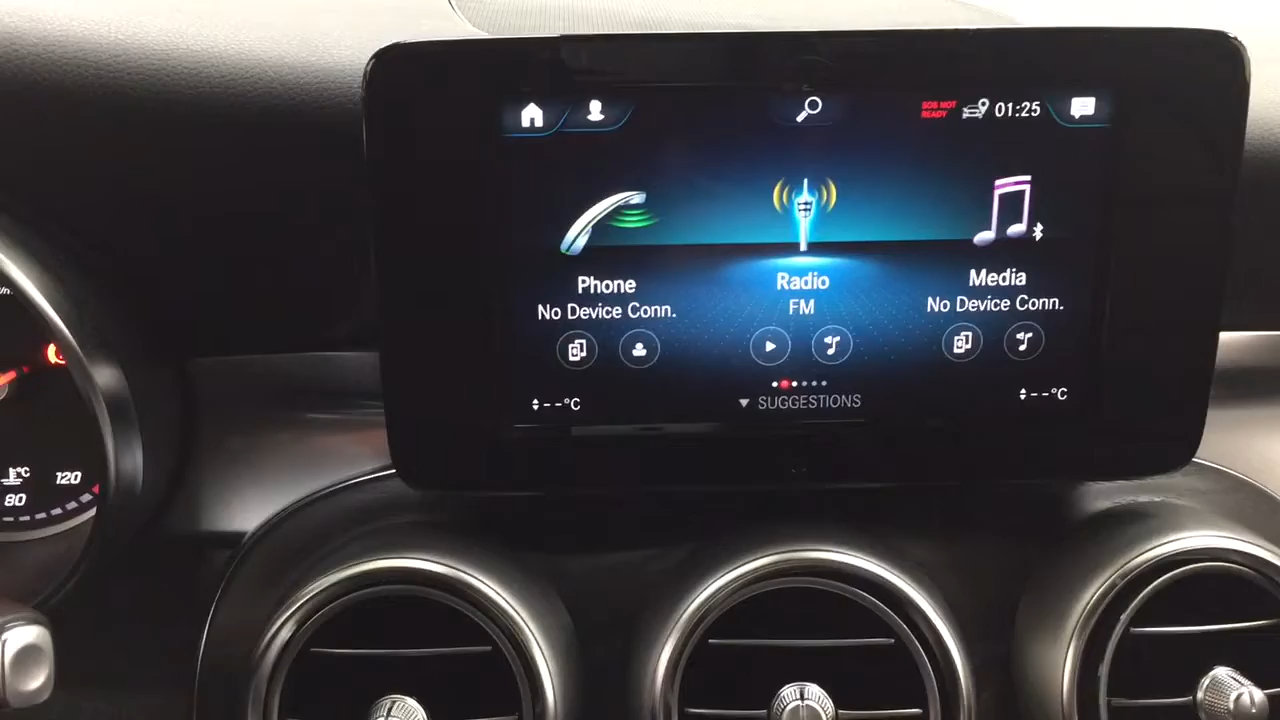 SOS NOT
READY
01:25
Phone
No Device Conn.
Radio
FM
Media
No Device Conn.
--°C
SUGGESTIONS
--°C
°C
120
80